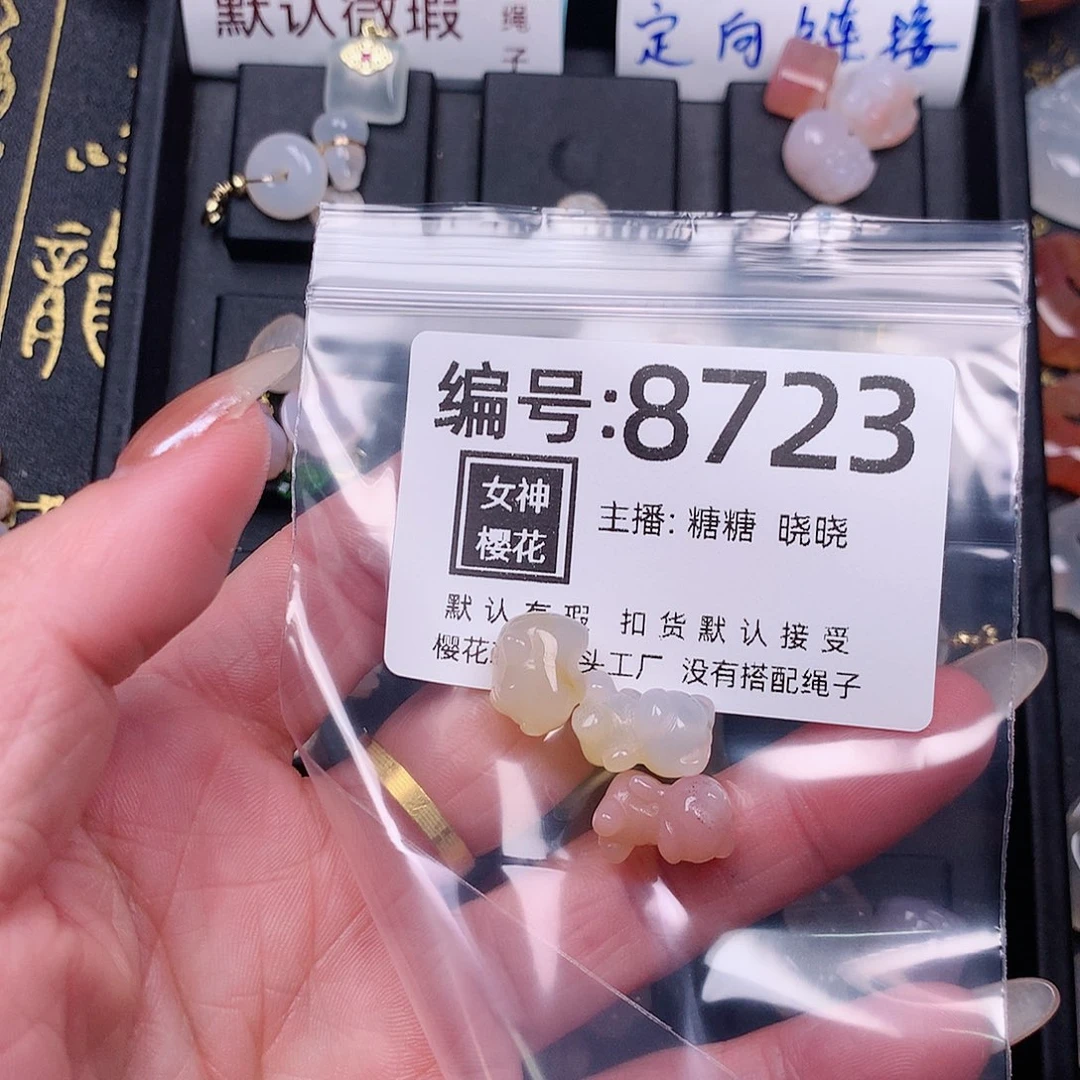 默认微瑕
绳子
定向链接
龍
编号:8723
女神
樱花
主播: 糖糖 晓晓
默认有瑕 扣货默认接受
樱花 头工厂 没有搭配绳子